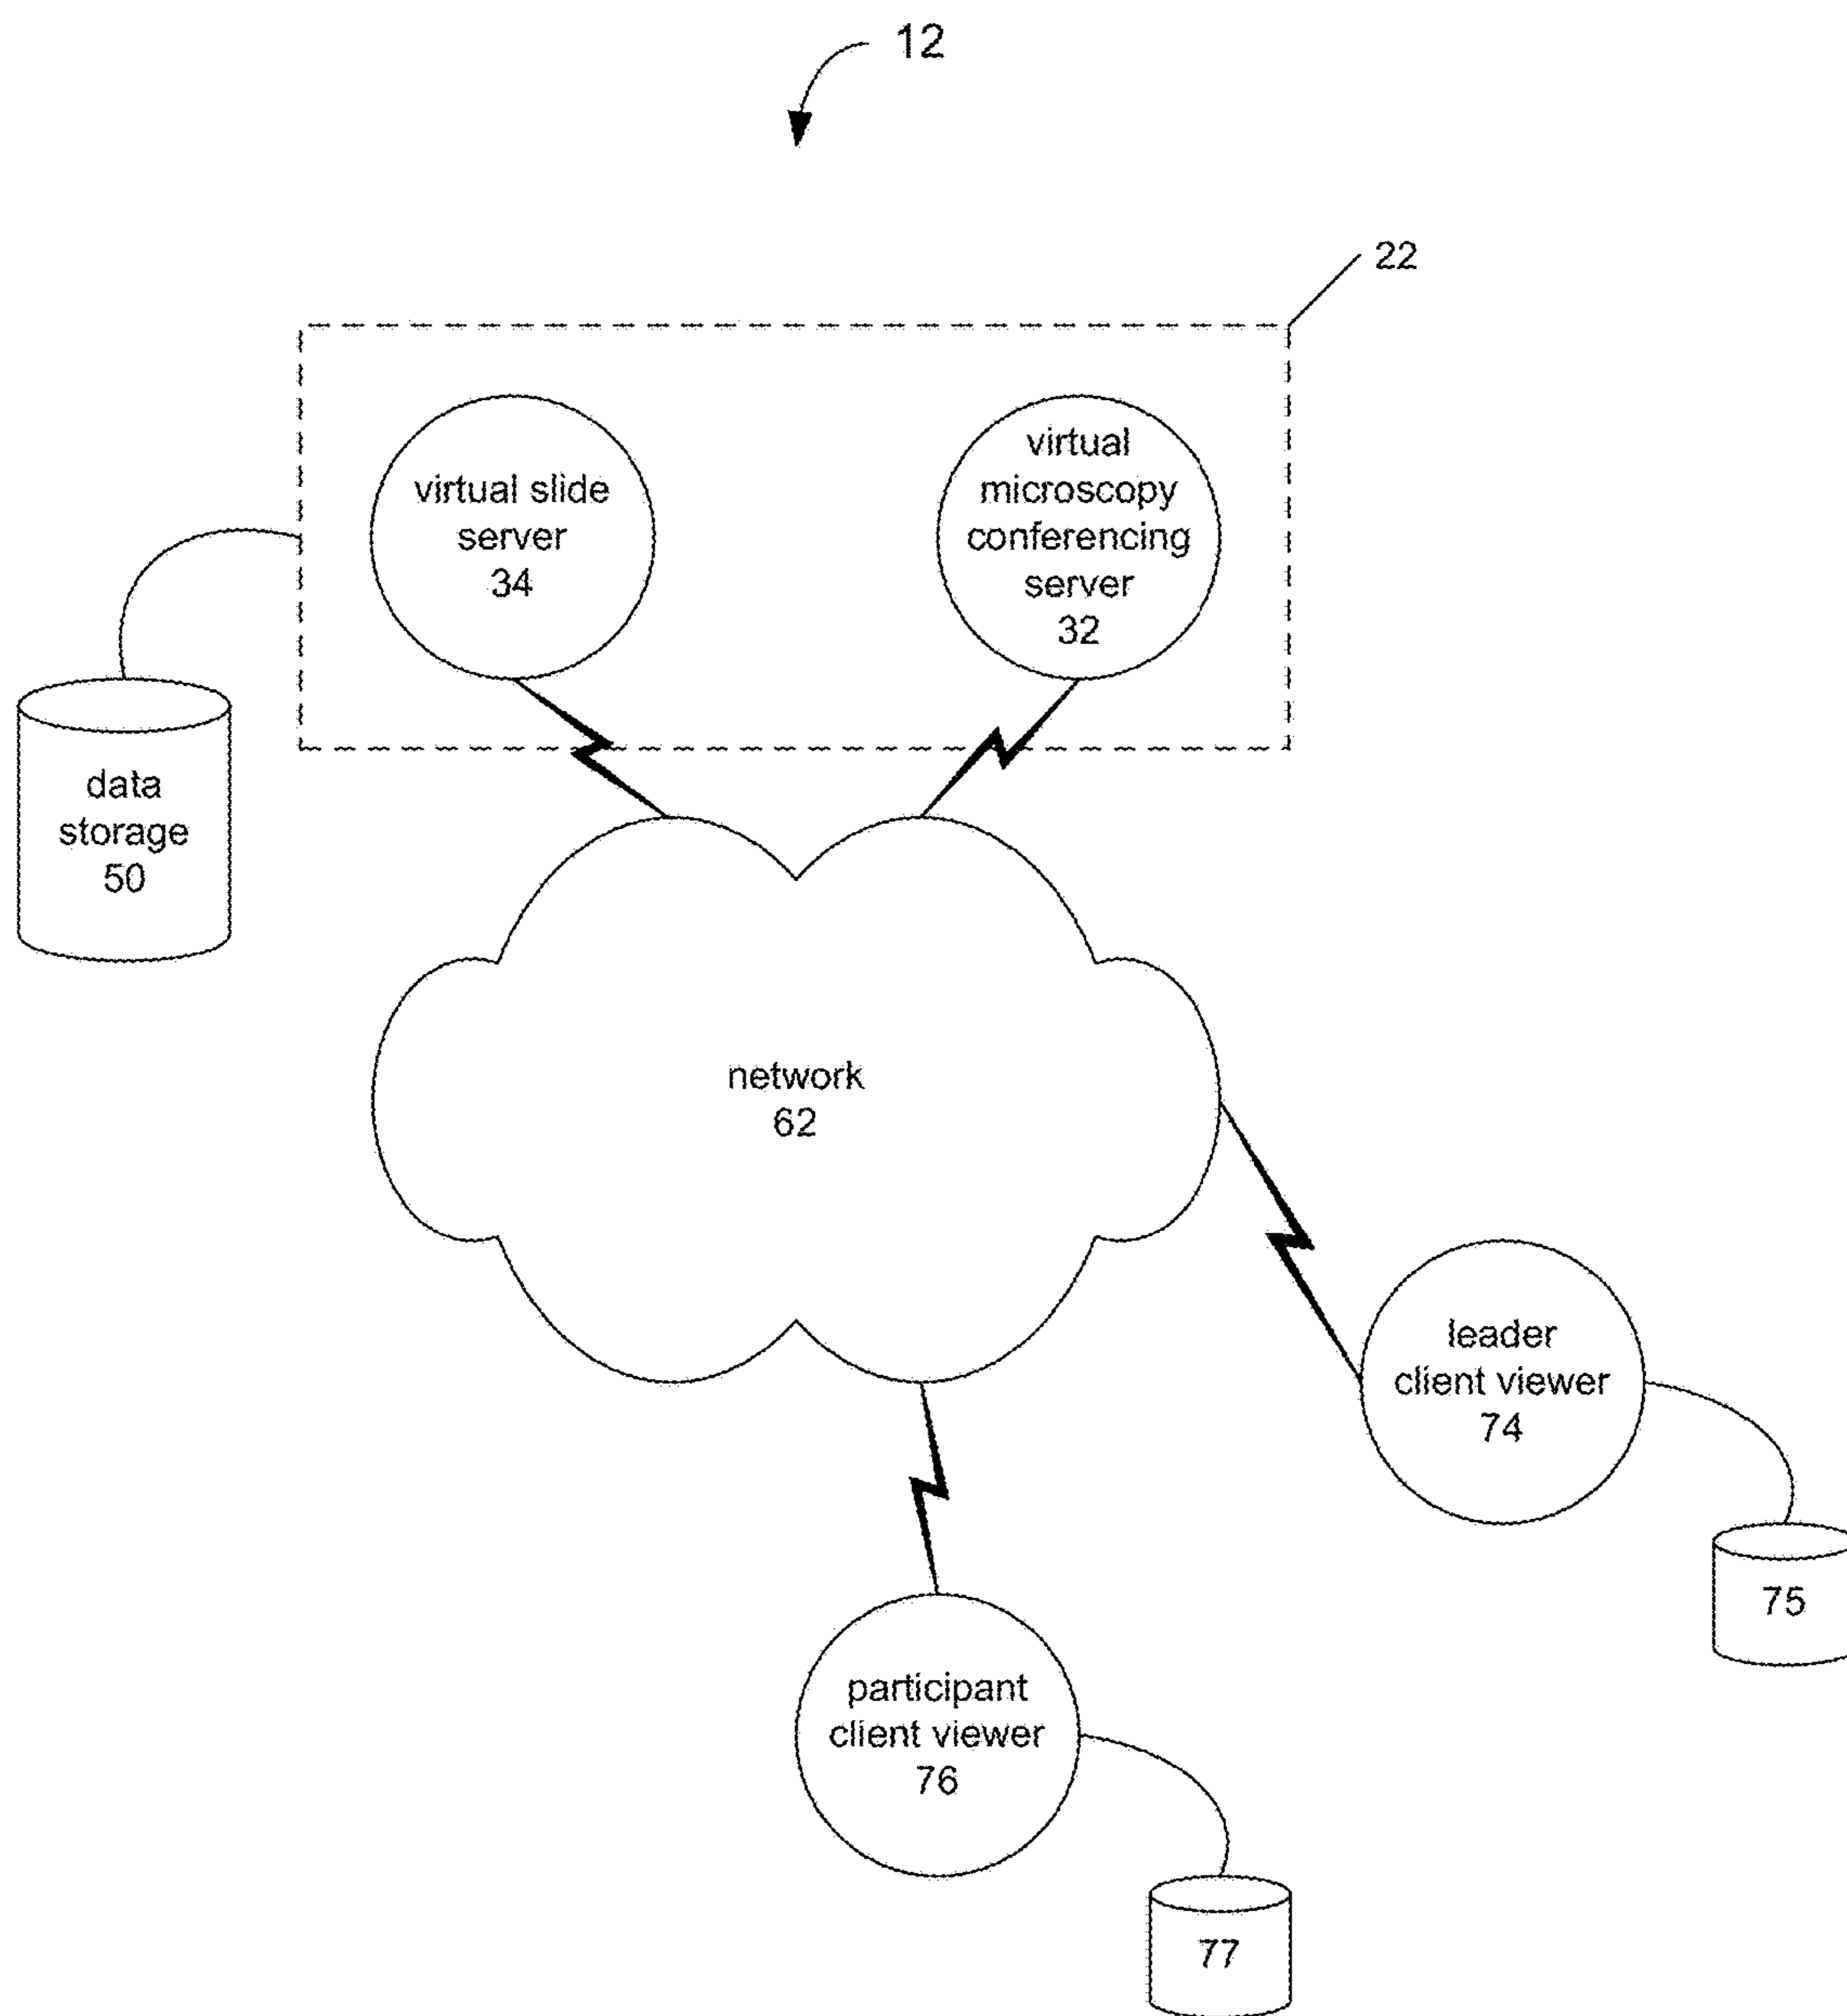 12
22
virtual slide
server
34
virtual
microscopy
conferencing
server
32
data
storage
50
network
62
leader
client viewer
74
75
participant
client viewer
76
77